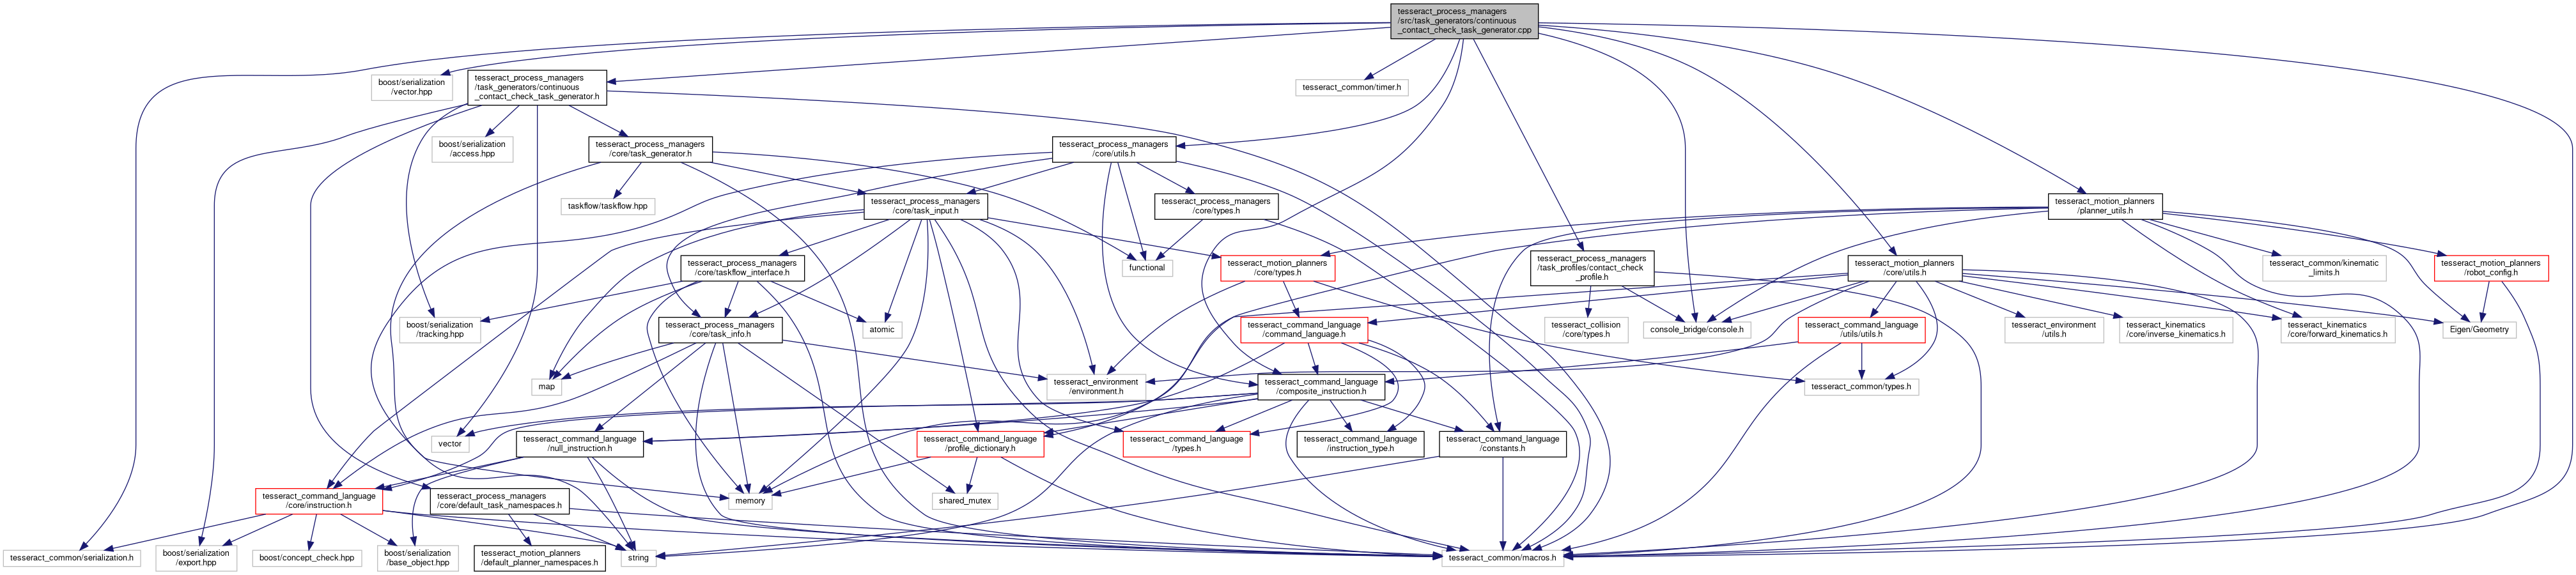 tesseract_process_managers
/src/task_generators/continuous
_contact_check_task_generator.cpp
boost/serialization
/vector.hpp
tesseract_process_managers
/task_generators/continuous
_contact_check_task_generator.h
tesseract_common/timer.h
boost/serialization
/access.hpp
tesseract_process_managers
/core/task_generator.h
tesseract_process_managers
/core/utils.h
taskflow/taskflow.hpp
tesseract_process_managers
/core/task_input.h
tesseract_process_managers
/core/types.h
tesseract_motion_planners
/planner_utils.h
tesseract_process_managers
/core/taskflow_interface.h
functional
tesseract_motion_planners
/core/types.h
tesseract_process_managers
/task_profiles/contact_check
_profile.h
tesseract_motion_planners
/core/utils.h
tesseract_common/kinematic
_limits.h
tesseract_motion_planners
/robot_config.h
boost/serialization
/tracking.hpp
tesseract_process_managers
/core/task_info.h
atomic
tesseract_command_language
/command_language.h
tesseract_collision
/core/types.h
console_bridge/console.h
tesseract_command_language
/utils/utils.h
tesseract_environment
/utils.h
tesseract_kinematics
/core/inverse_kinematics.h
tesseract_kinematics
/core/forward_kinematics.h
Eigen/Geometry
map
tesseract_environment
/environment.h
tesseract_command_language
/composite_instruction.h
tesseract_common/types.h
vector
tesseract_command_language
/null_instruction.h
tesseract_command_language
/profile_dictionary.h
tesseract_command_language
/types.h
tesseract_command_language
/instruction_type.h
tesseract_command_language
/constants.h
tesseract_command_language
/core/instruction.h
tesseract_process_managers
/core/default_task_namespaces.h
memory
shared_mutex
tesseract_common/serialization.h
boost/serialization
/export.hpp
boost/concept_check.hpp
boost/serialization
/base_object.hpp
tesseract_motion_planners
/default_planner_namespaces.h
string
tesseract_common/macros.h